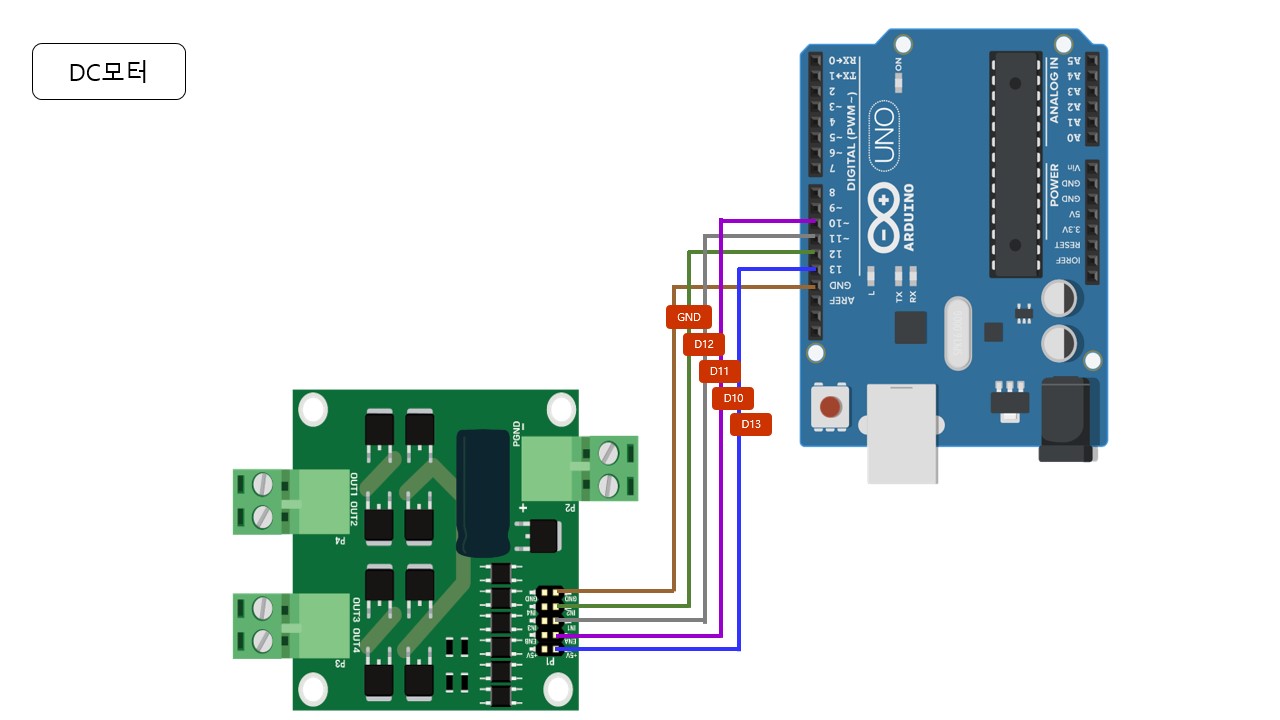 DC모터
ON
RX←0
TX→1
2
~3
4
~5
~6
7
8
~9
~10
~11
12
13
GND
AREF
DIGITAL (PWM~)
UNO
ARDUINO
L
TX
RX
ANALOG IN
A5
A4
A3
A2
A1
A0
POWER
Vin
GND
GND
5V
3.3V
RESET
IOREF
GND
D12
D11
D10
D13
PGND
+
P2
OUT1 OUT2
P4
OUT3 OUT4
P3
GND GND
IN4 IN2
IN3 IN1
ENB ENA
+5V +5V
P1